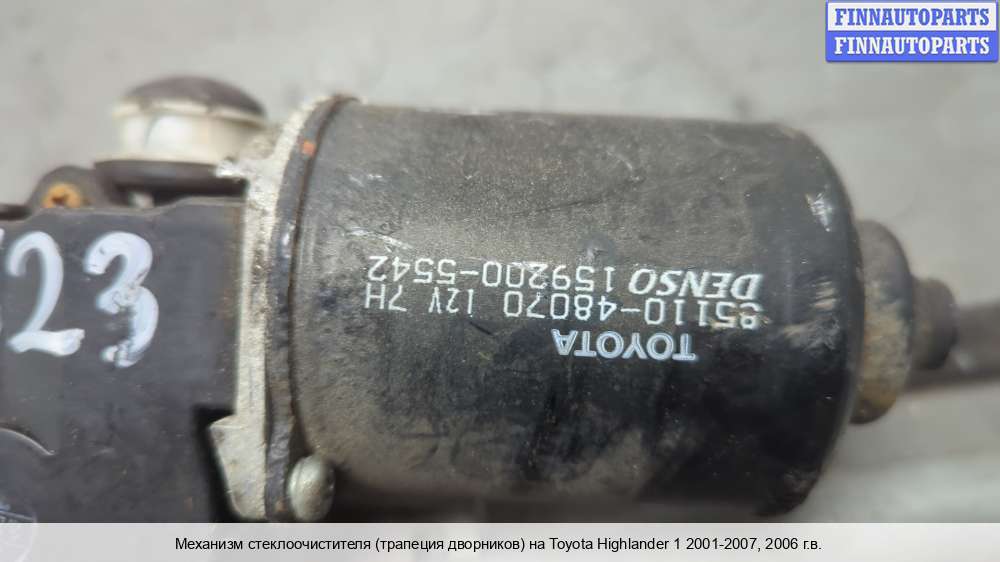 FINNAUTOPARTS
FINNAUTOPARTS
23
TOYOTA
85110-48070 12V 7H
DENSO 159200-5542
Механизм стеклоочистителя (трапеция дворников) на Toyota Highlander 1 2001-2007, 2006 г.в.